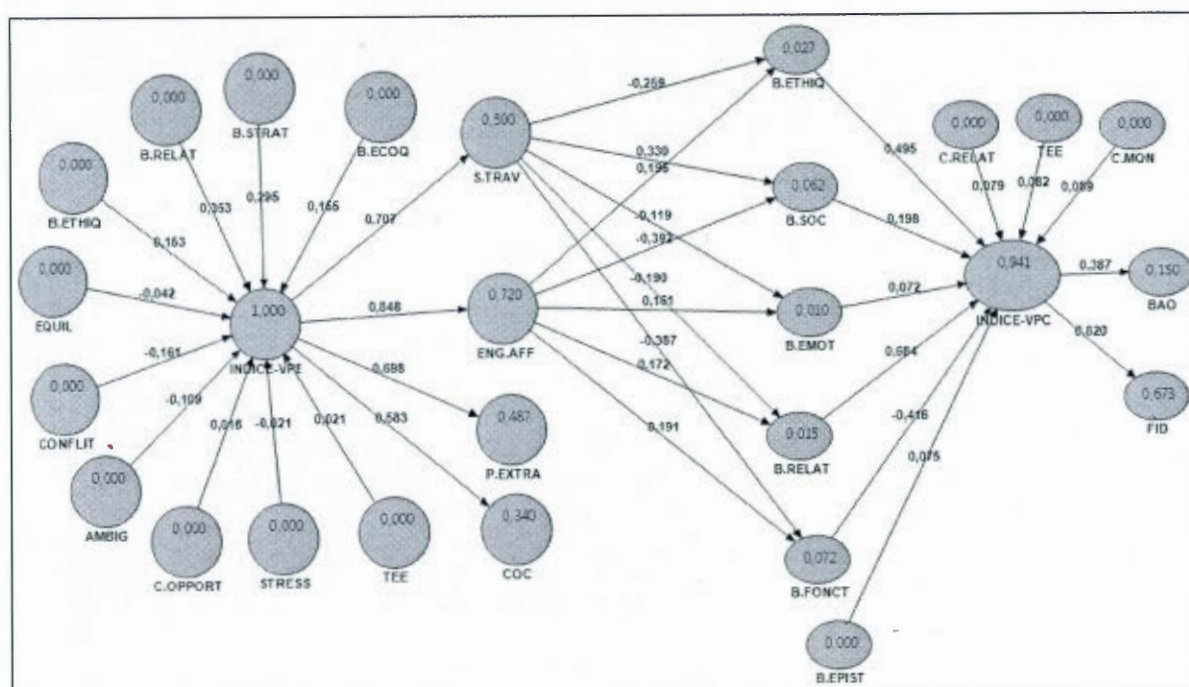 0,027
B.ETHIQ
0,000
B.STRAT
0,000
B.RELAT
0,000
B.ECOQ
0,500
S.TRAV
-0,259
0,330
0,195
0,000
C.RELAT
0,000
TEE
0,000
C.MON
0,495
0,079
0,082
0,089
0,000
B.ETHIQ
0,353
0,295
0,155
0,707
0,062
B.SOC
-0,119
-0,392
0,198
0,153
0,000
EQUIL
-0,042
1,000
INDICE-VPE
0,846
0,720
ENG.AFF
-0,190
0,151
0,010
B.EMOT
0,072
0,941
INDICE-VPC
0,387
0,150
BAO
-0,387
0,172
0,684
0,820
0,000
CONFLIT
-0,161
-0,109
0,698
0,583
0,487
P.EXTRA
0,191
0,015
B.RELAT
-0,416
0,075
0,673
FID
0,000
AMBIG
0,016
-0,021
0,021
0,000
C.OPPORT
0,000
STRESS
0,000
TEE
0,340
COC
0,072
B.FONCT
0,000
B.EPIST